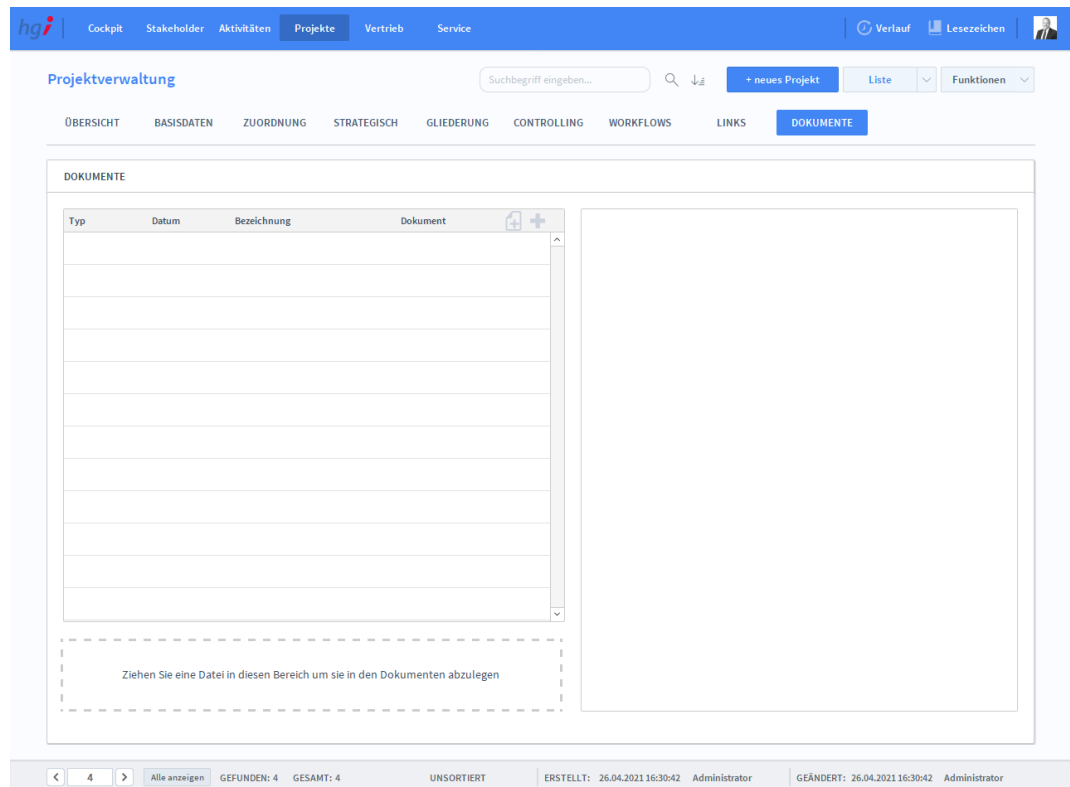 hgi Cockpit Stakeholder Aktivitäten Projekte Vertrieb Service Verlauf Lesezeichen
Projektverwaltung Suchbegriff eingeben... + neues Projekt Liste Funktionen
ÜBERSICHT BASISDATEN ZUORDNUNG STRATEGISCH GLIEDERUNG CONTROLLING WORKFLOWS LINKS DOKUMENTE
DOKUMENTE
Typ Datum Bezeichnung Dokument
Ziehen Sie eine Datei in diesen Bereich um sie in den Dokumenten abzulegen
4 Alle anzeigen GEFUNDEN: 4 GESAMT: 4 UNSORTIERT ERSTELLT: 26.04.2021 16:30:42 Administrator GEÄNDERT: 26.04.2021 16:30:42 Administrator